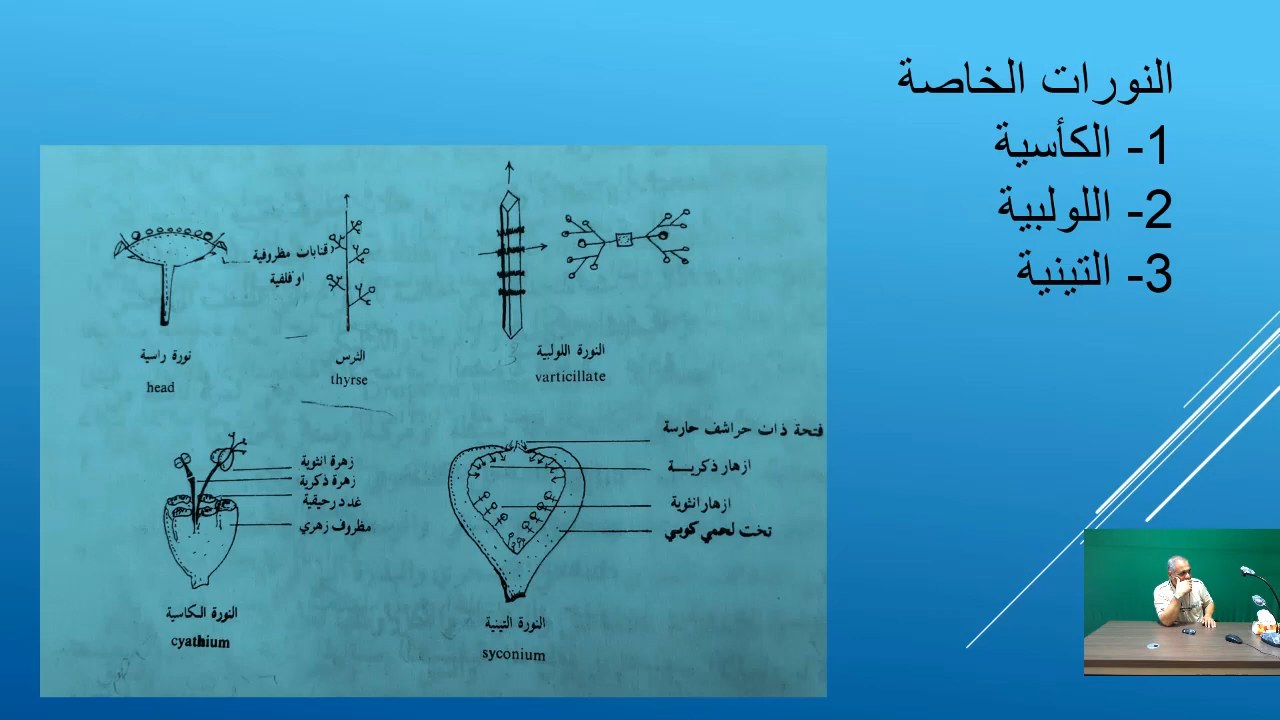 النورات الخاصة
1- الكأسية
2- اللولبية
3- التينية
قنابات مظروفية
او قلفية
نورة راسية
head
الثرس
thyrse
النورة اللولبية
varticillate
زهرة انثوية
زهرة ذكرية
غدد رحيقية
مظروف زهري
النورة الكاسية
cyathium
فتحة ذات حراشف حارسة
ازهار ذكريـــة
ازهار انثوية
تخت لحمي كوبي
النورة التينية
syconium